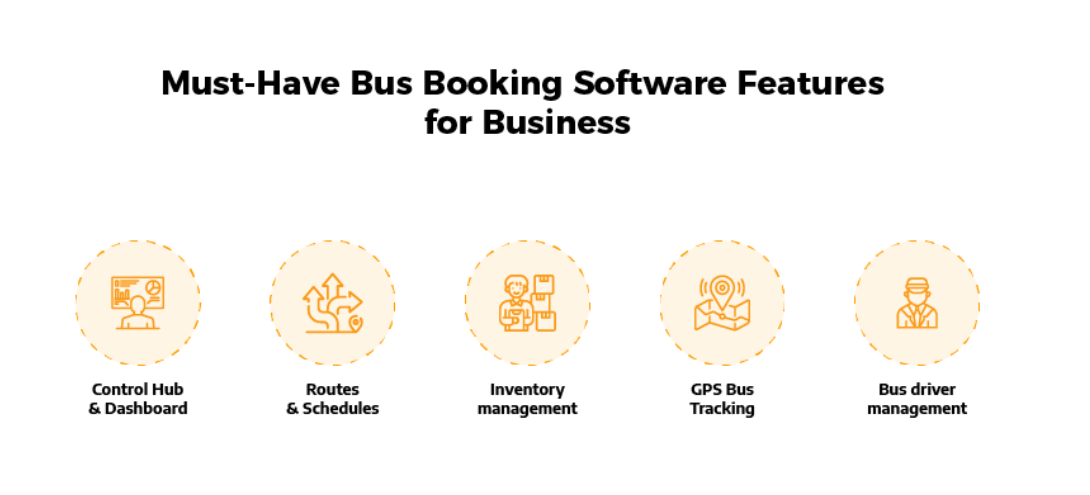 Must-Have Bus Booking Software Features
for Business
Control Hub
& Dashboard
Routes
& Schedules
Inventory
management
GPS Bus
Tracking
Bus driver
management